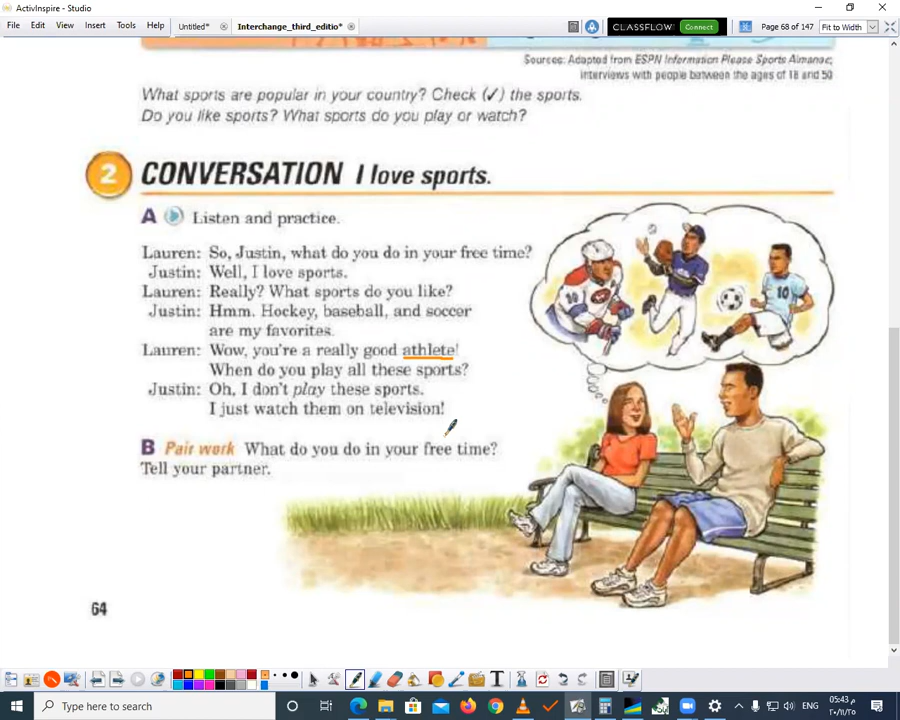 ActivInspire - Studio
File Edit View Insert Tools Help
Untitled*
Interchange_third_editio*
CLASSFLOW Connect
Page 68 of 147
Fit to Width
Sources: Adapted from ESPN Information Please Sports Almanac;
interviews with people between the ages of 18 and 50
What sports are popular in your country? Check (✓) the sports.
Do you like sports? What sports do you play or watch?
2 CONVERSATION I love sports.
A Listen and practice.
Lauren: So, Justin, what do you do in your free time?
Justin: Well, I love sports.
Lauren: Really? What sports do you like?
Justin: Hmm. Hockey, baseball, and soccer
are my favorites.
Lauren: Wow, you're a really good athlete!
When do you play all these sports?
Justin: Oh, I don't play these sports.
I just watch them on television!
B Pair work What do you do in your free time?
Tell your partner.
10
64
Type here to search
ENG
05:43 م